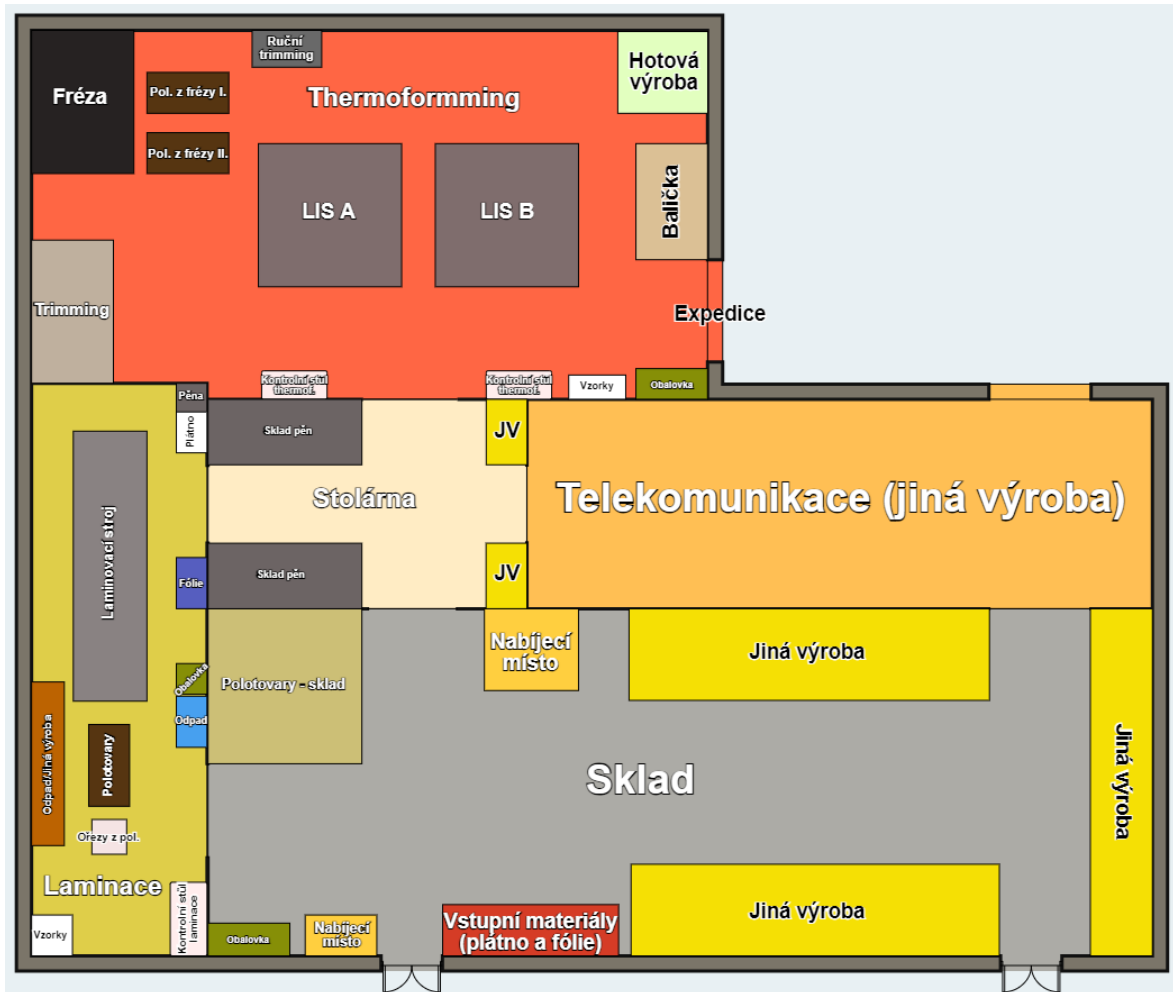 Ruční
trimming
Hotová
výroba
Fréza
Pol. z frézy I.
Thermoformming
Pol. z frézy II.
LIS A
LIS B
Balička
Trimming
Expedice
Kontrolní stůl
thermof.
Kontrolní stůl
thermof.
Vzorky
Obalovka
Pěna
Plátno
Sklad pěn
JV
Stolárna
Telekomunikace (jiná výroba)
Laminovací stroj
Fólie
Sklad pěn
JV
Nabíjecí
místo
Jiná výroba
Obalovka
Polotovary - sklad
Odpad
Odpad/Jiná výroba
Polotovary
Sklad
Jiná výroba
Ořezy z pol.
Laminace
Kontrolní stůl
laminace
Vzorky
Obalovka
Nabíjecí
místo
Vstupní materiály
(plátno a fólie)
Jiná výroba